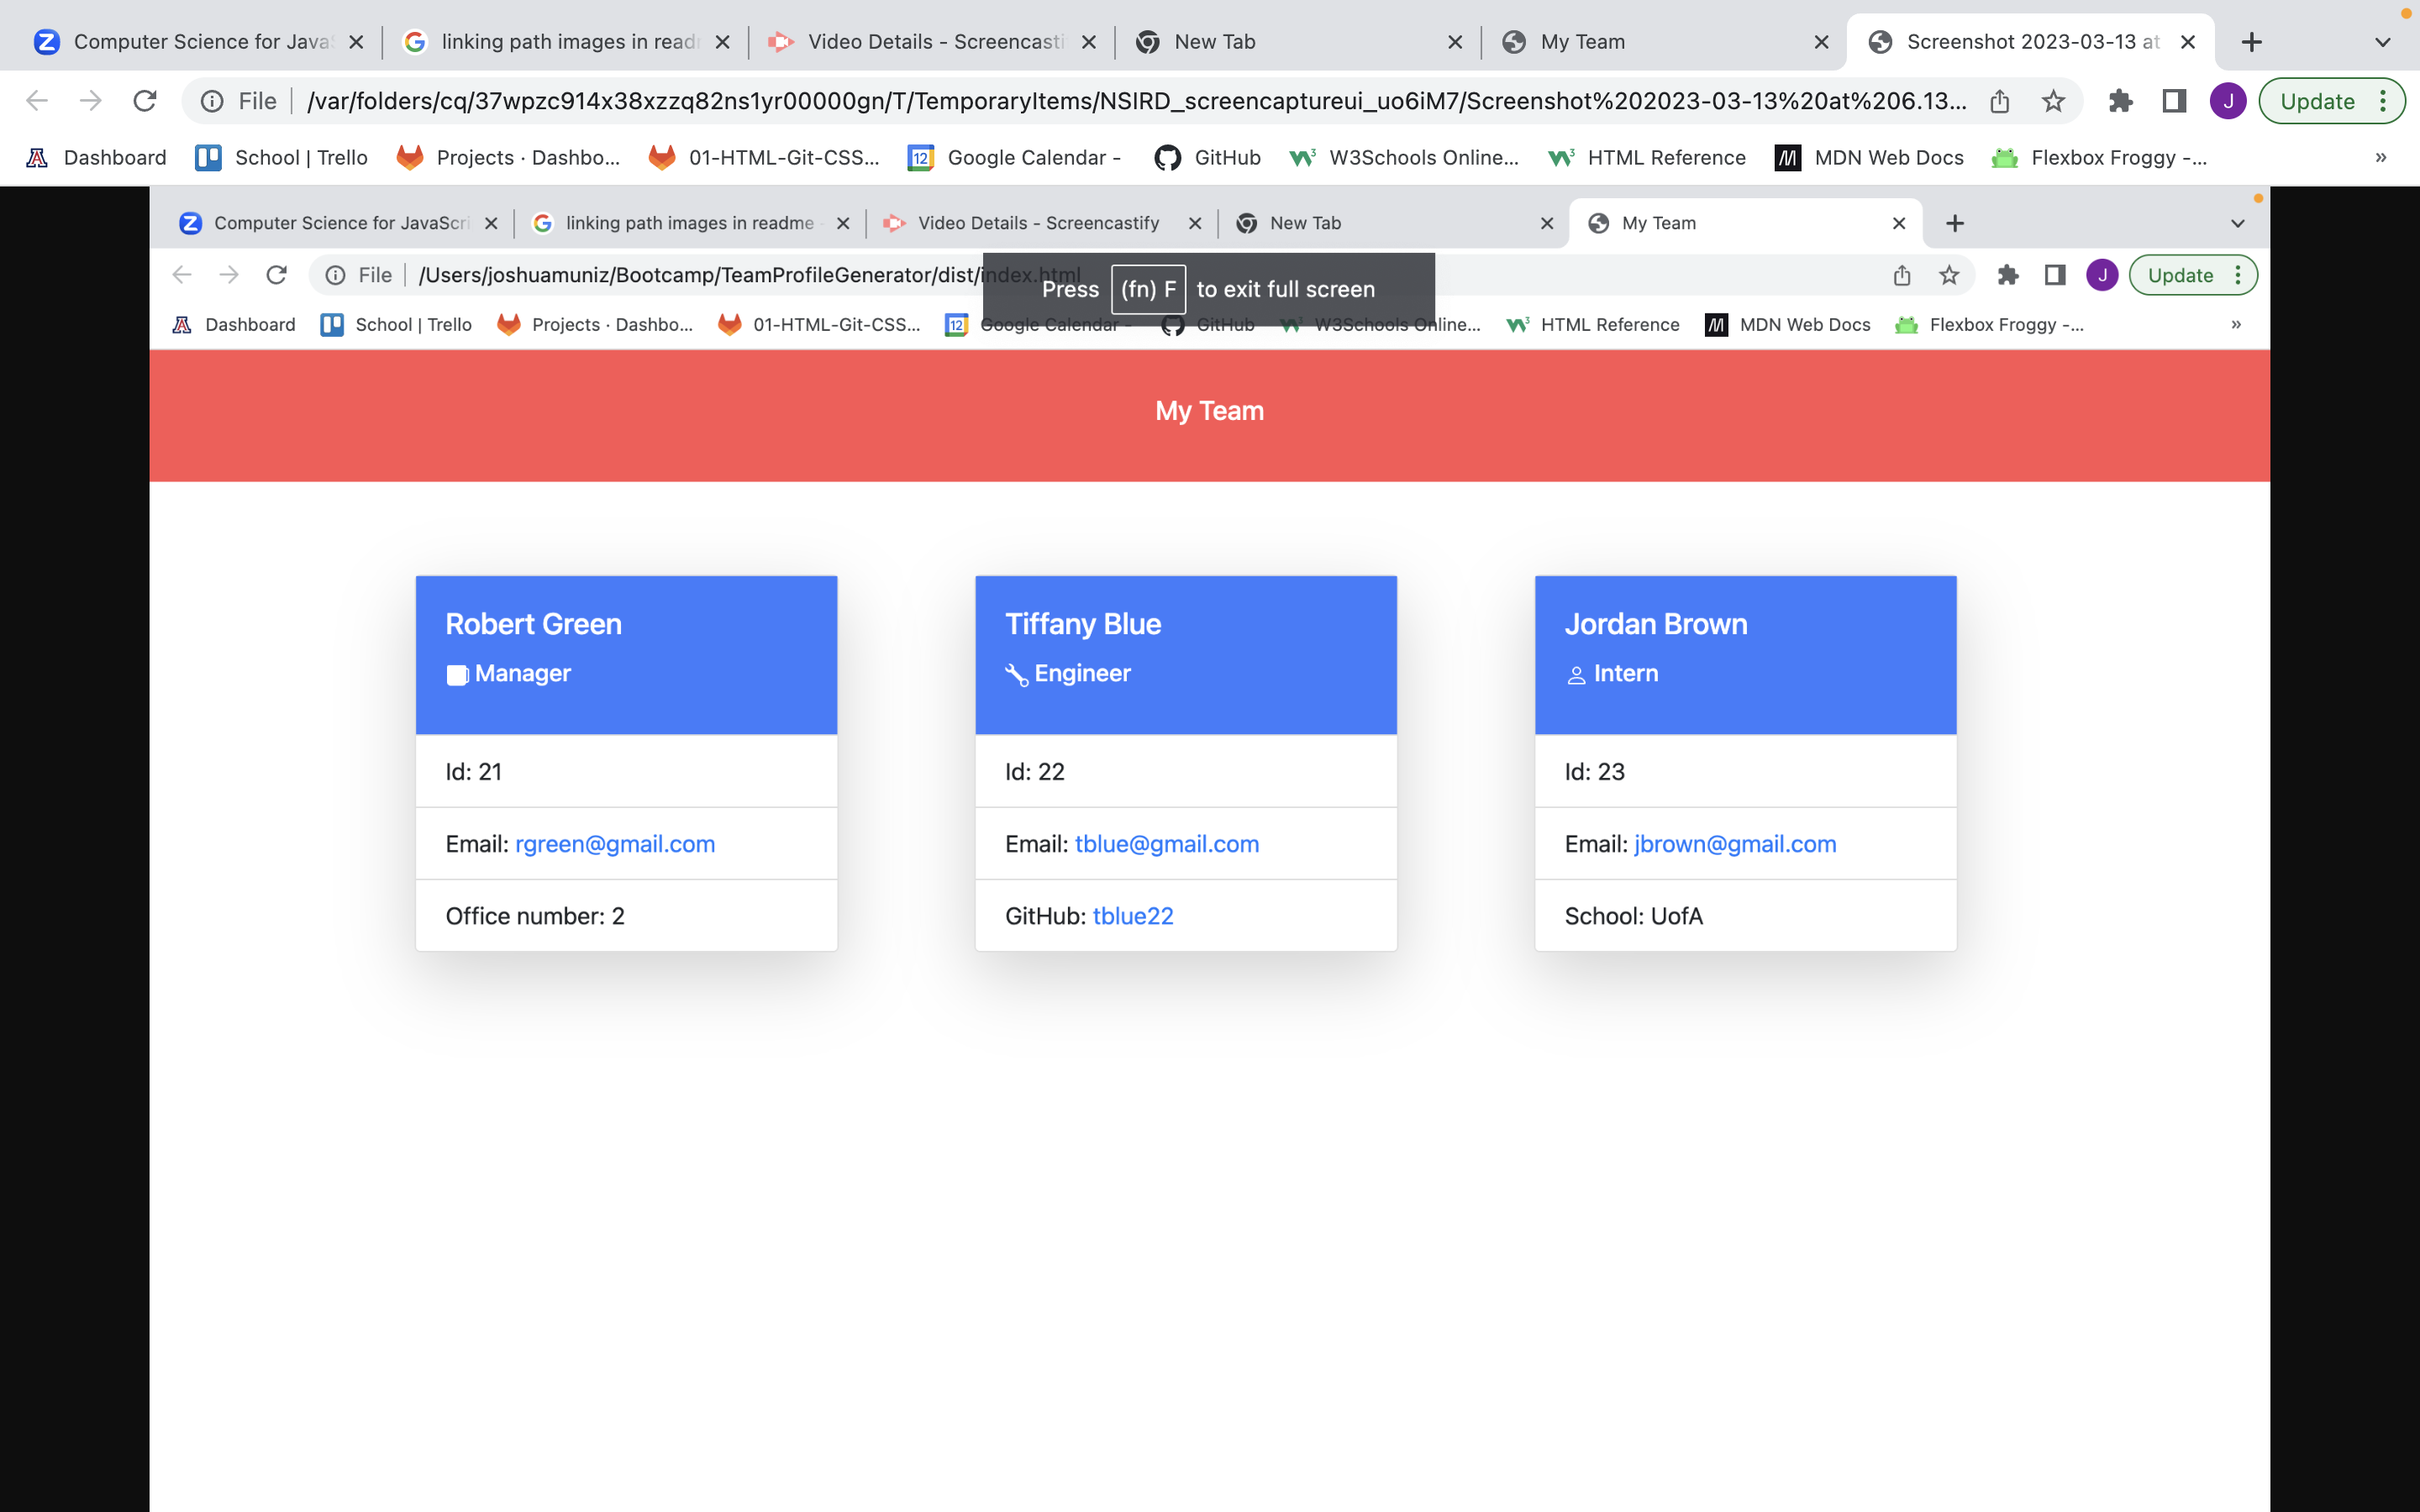 Computer Science for JavaS linking path images in readr Video Details - Screencasti New Tab My Team Screenshot 2023-03-13 at
File /var/folders/cq/37wpzc914x38xzzq82ns1yr00000gn/T/TemporaryItems/NSIRD_screencaptureui_uo6iM7/Screenshot%202023-03-13%20at%206.13... J Update
Dashboard School | Trello Projects · Dashbo... 01-HTML-Git-CSS... 12 Google Calendar - GitHub W3Schools Online... HTML Reference MDN Web Docs Flexbox Froggy -... »
Computer Science for JavaScri linking path images in readme - Video Details - Screencastify New Tab My Team
File /Users/joshuamuniz/Bootcamp/TeamProfileGenerator/dist/index.html J Update
Press (fn) F to exit full screen
Dashboard School | Trello Projects · Dashbo... 01-HTML-Git-CSS... 12 Google Calendar - GitHub W3Schools Online... HTML Reference MDN Web Docs Flexbox Froggy -... »
My Team
Robert Green
Manager
Id: 21
Email: rgreen@gmail.com
Office number: 2
Tiffany Blue
Engineer
Id: 22
Email: tblue@gmail.com
GitHub: tblue22
Jordan Brown
Intern
Id: 23
Email: jbrown@gmail.com
School: UofA